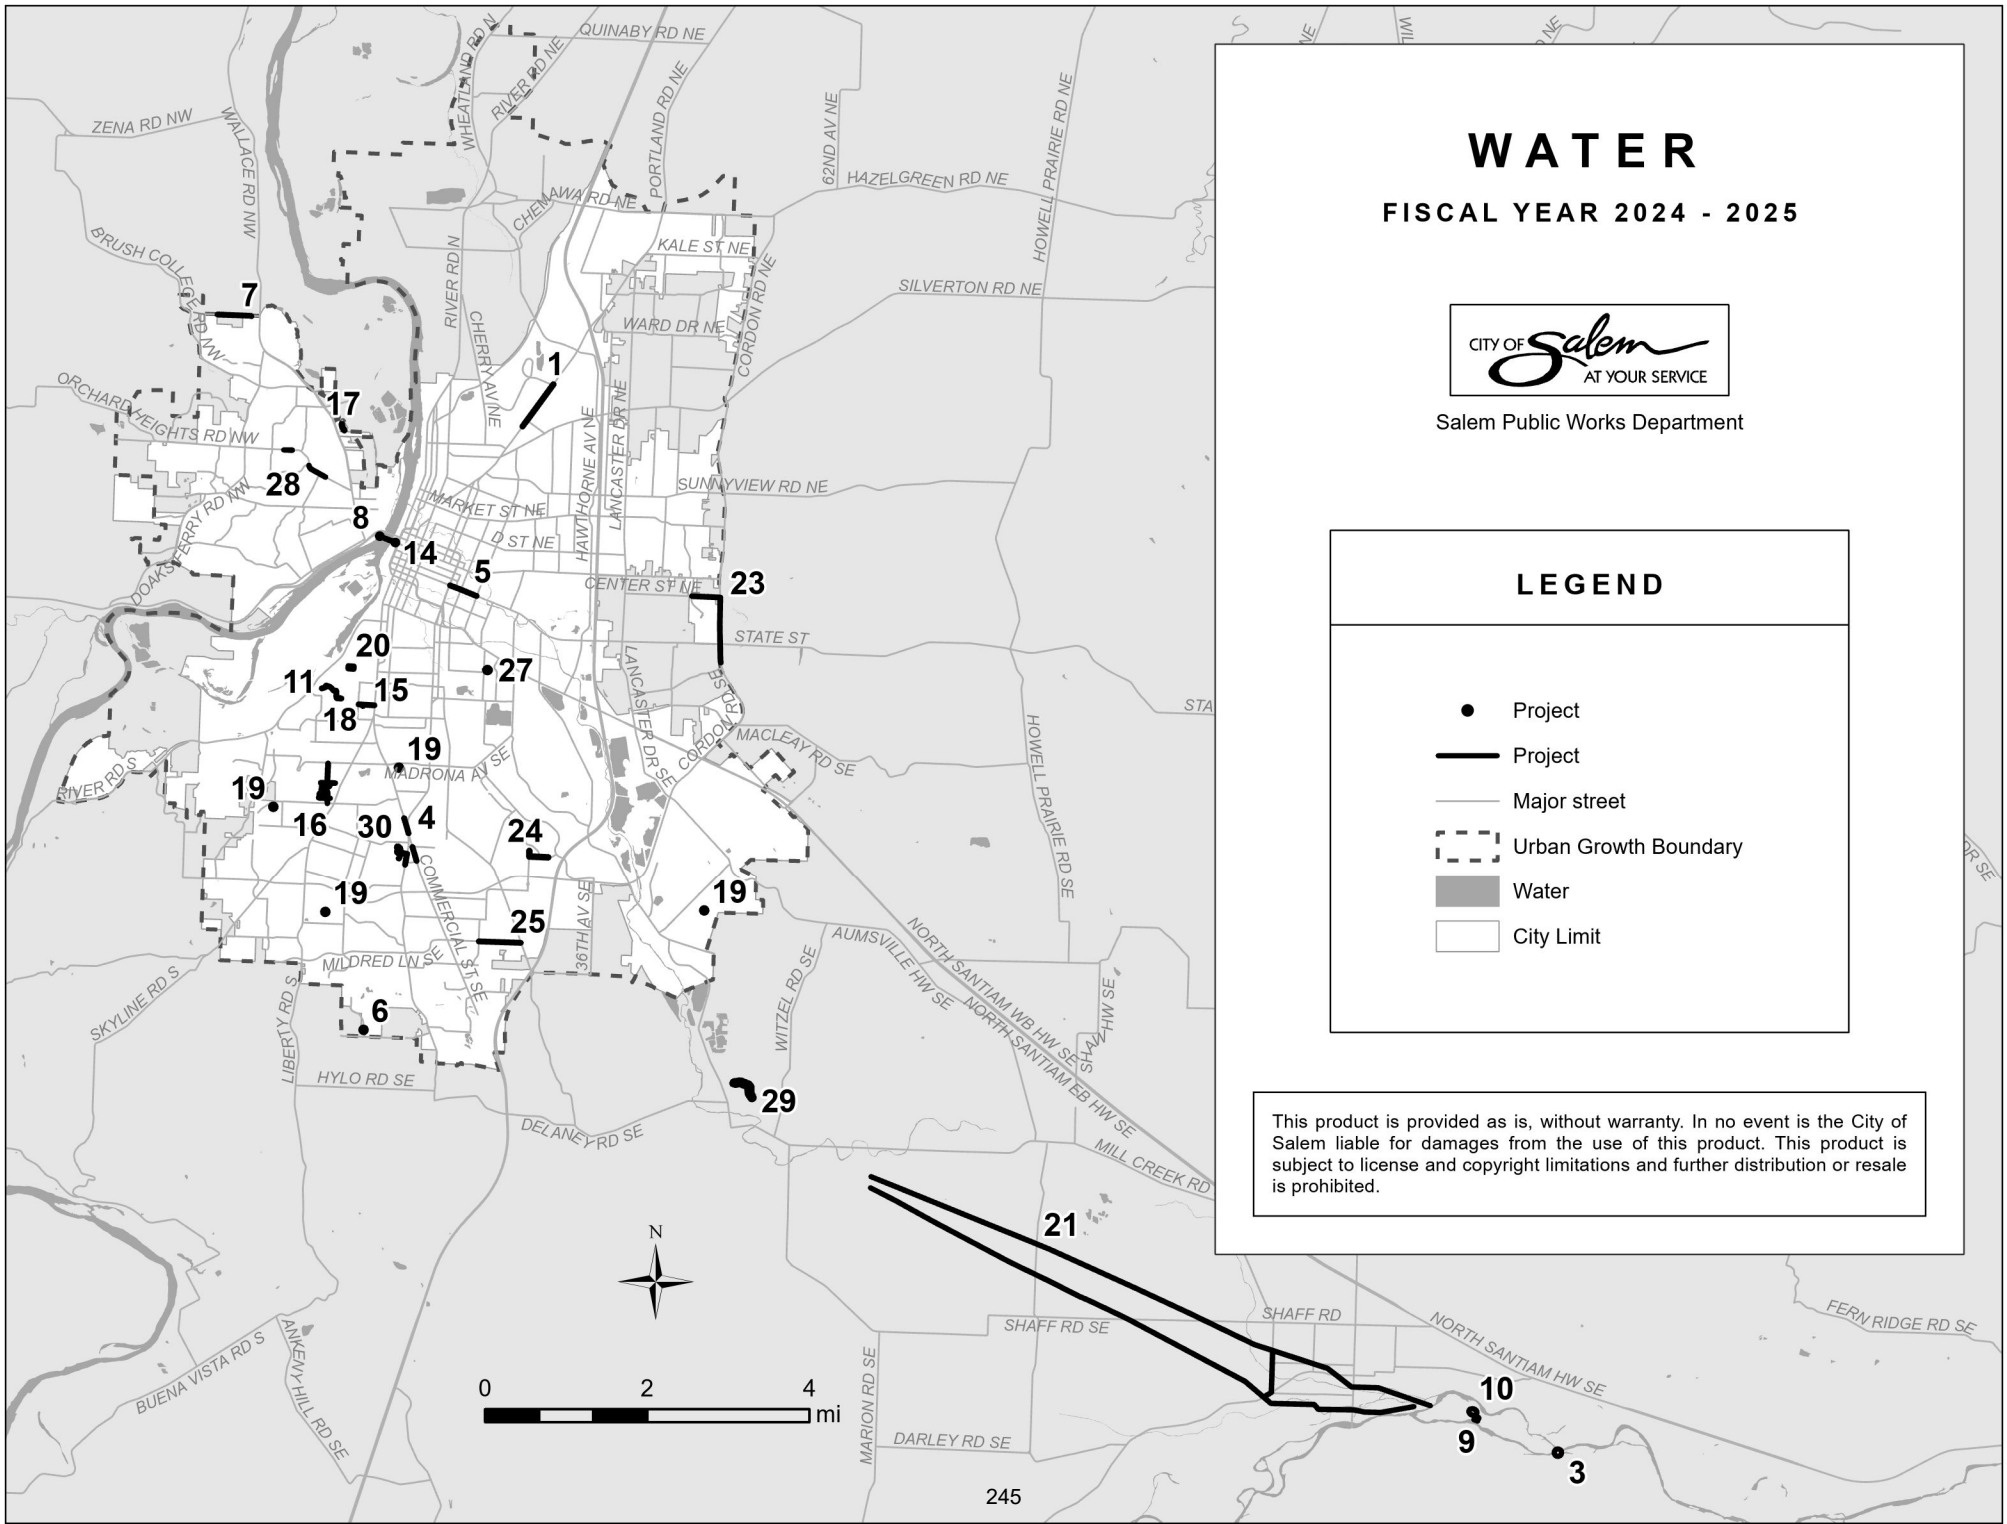 QUINABY RD NE
WHEATLAND RD N
RIVER RD NE
PORTLAND RD NE
62ND AV NE
HOWELL PRAIRIE RD NE
NE
WIL
D NE
ZENA RD NW
WALLACE RD NW
HAZELGREEN RD NE
CHEMAWA RD NE
BRUSH COLLEGE RD NW
RIVER RD N
KALE ST NE
CORDON RD NE
SILVERTON RD NE
7
CHERRY AV NE
WARD DR NE
1
ORCHARD HEIGHTS RD NW
17
HAWTHORNE AV NE
LANCASTER DR NE
28
DOAKS FERRY RD NW
MARKET ST NE
SUNNYVIEW RD NE
8
14
D ST NE
5
CENTER ST NE
23
STATE ST
20
27
11
15
18
LANCASTER DR SE
CORDON RD SE
STA
MACLEAY RD SE
HOWELL PRAIRIE RD SE
RIVER RD S
19
MADRONA AV SE
19
16
30
4
24
COMMERCIAL ST SE
19
19
25
36TH AV SE
MILDRED LN SE
AUMSVILLE HW SE
NORTH SANTIAM WB HW SE
NORTH SANTIAM EB HW SE
SHAW HW SE
WITZEL RD SE
SKYLINE RD S
LIBERTY RD S
6
HYLO RD SE
29
DELANEY RD SE
MILL CREEK RD
21
N
SHAFF RD SE
SHAFF RD
NORTH SANTIAM HW SE
FERN RIDGE RD SE
DR SE
BUENA VISTA RD S
ANKENY HILL RD SE
0 2 4
mi
MARION RD SE
DARLEY RD SE
10
9
3
245
WATER
FISCAL YEAR 2024 - 2025
CITY OF Salem
AT YOUR SERVICE
Salem Public Works Department
LEGEND
Project
Project
Major street
Urban Growth Boundary
Water
City Limit
This product is provided as is, without warranty. In no event is the City of
Salem liable for damages from the use of this product. This product is
subject to license and copyright limitations and further distribution or resale
is prohibited.